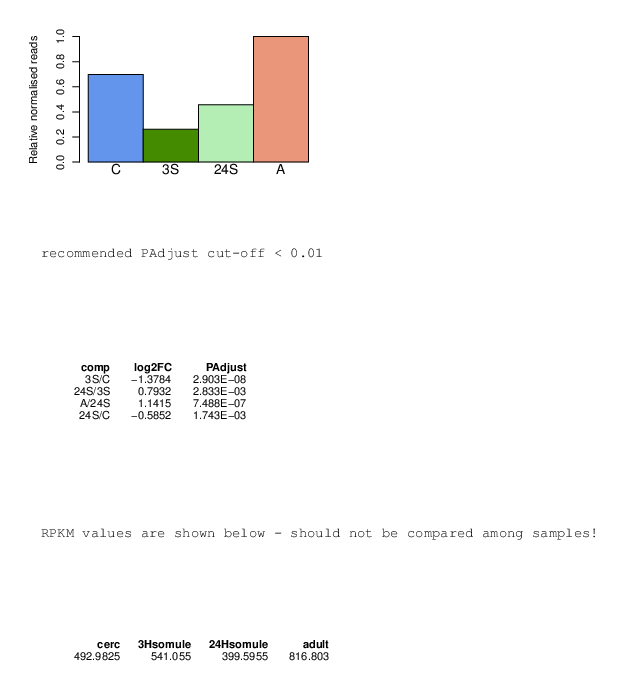 Relative normalised reads
1.0
0.8
0.6
0.4
0.2
0.0
C 3S 24S A
recommended PAdjust cut-off < 0.01
comp log2FC PAdjust
3S/C −1.3784 2.903E−08
24S/3S 0.7932 2.833E−03
A/24S 1.1415 7.488E−07
24S/C −0.5852 1.743E−03
RPKM values are shown below - should not be compared among samples!
cerc 3Hsomule 24Hsomule adult
492.9825 541.055 399.5955 816.803